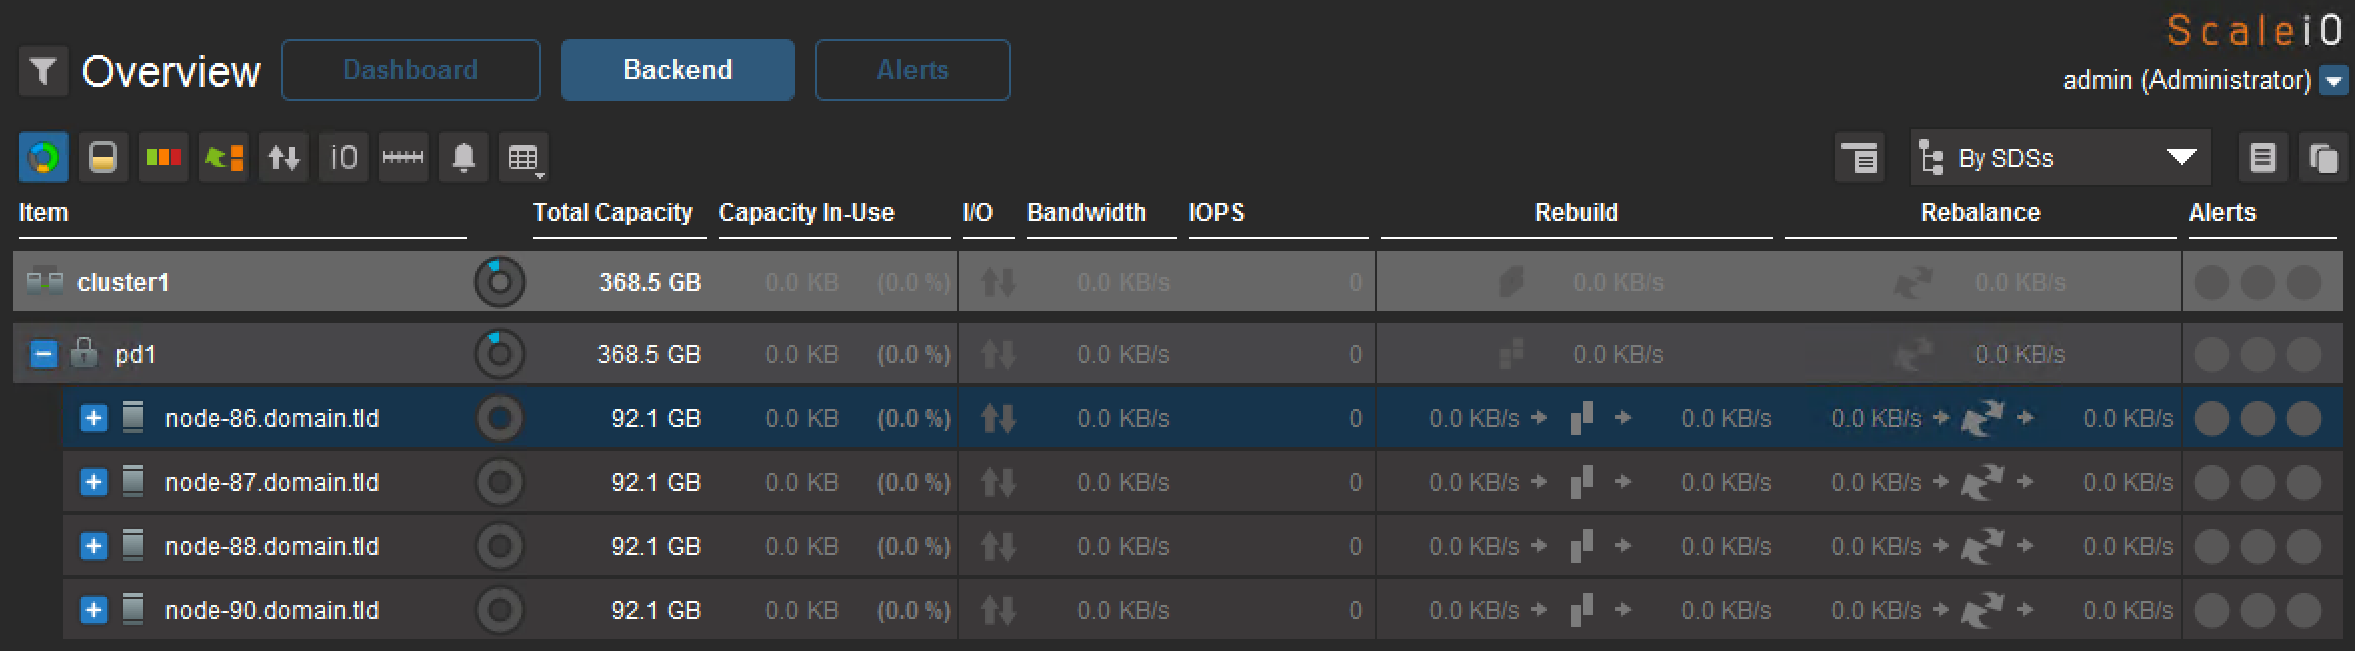 ScaleiO
Overview Dashboard Backend Alerts
admin (Administrator)
iO By SDSs
Item Total Capacity Capacity In-Use I/O Bandwidth IOPS Rebuild Rebalance Alerts
cluster1 368.5 GB 0.0 KB (0.0 %) 0.0 KB/s 0 0.0 KB/s 0.0 KB/s
pd1 368.5 GB 0.0 KB (0.0 %) 0.0 KB/s 0 0.0 KB/s 0.0 KB/s
node-86.domain.tld 92.1 GB 0.0 KB (0.0 %) 0.0 KB/s 0 0.0 KB/s 0.0 KB/s 0.0 KB/s 0.0 KB/s
node-87.domain.tld 92.1 GB 0.0 KB (0.0 %) 0.0 KB/s 0 0.0 KB/s 0.0 KB/s 0.0 KB/s 0.0 KB/s
node-88.domain.tld 92.1 GB 0.0 KB (0.0 %) 0.0 KB/s 0 0.0 KB/s 0.0 KB/s 0.0 KB/s 0.0 KB/s
node-90.domain.tld 92.1 GB 0.0 KB (0.0 %) 0.0 KB/s 0 0.0 KB/s 0.0 KB/s 0.0 KB/s 0.0 KB/s